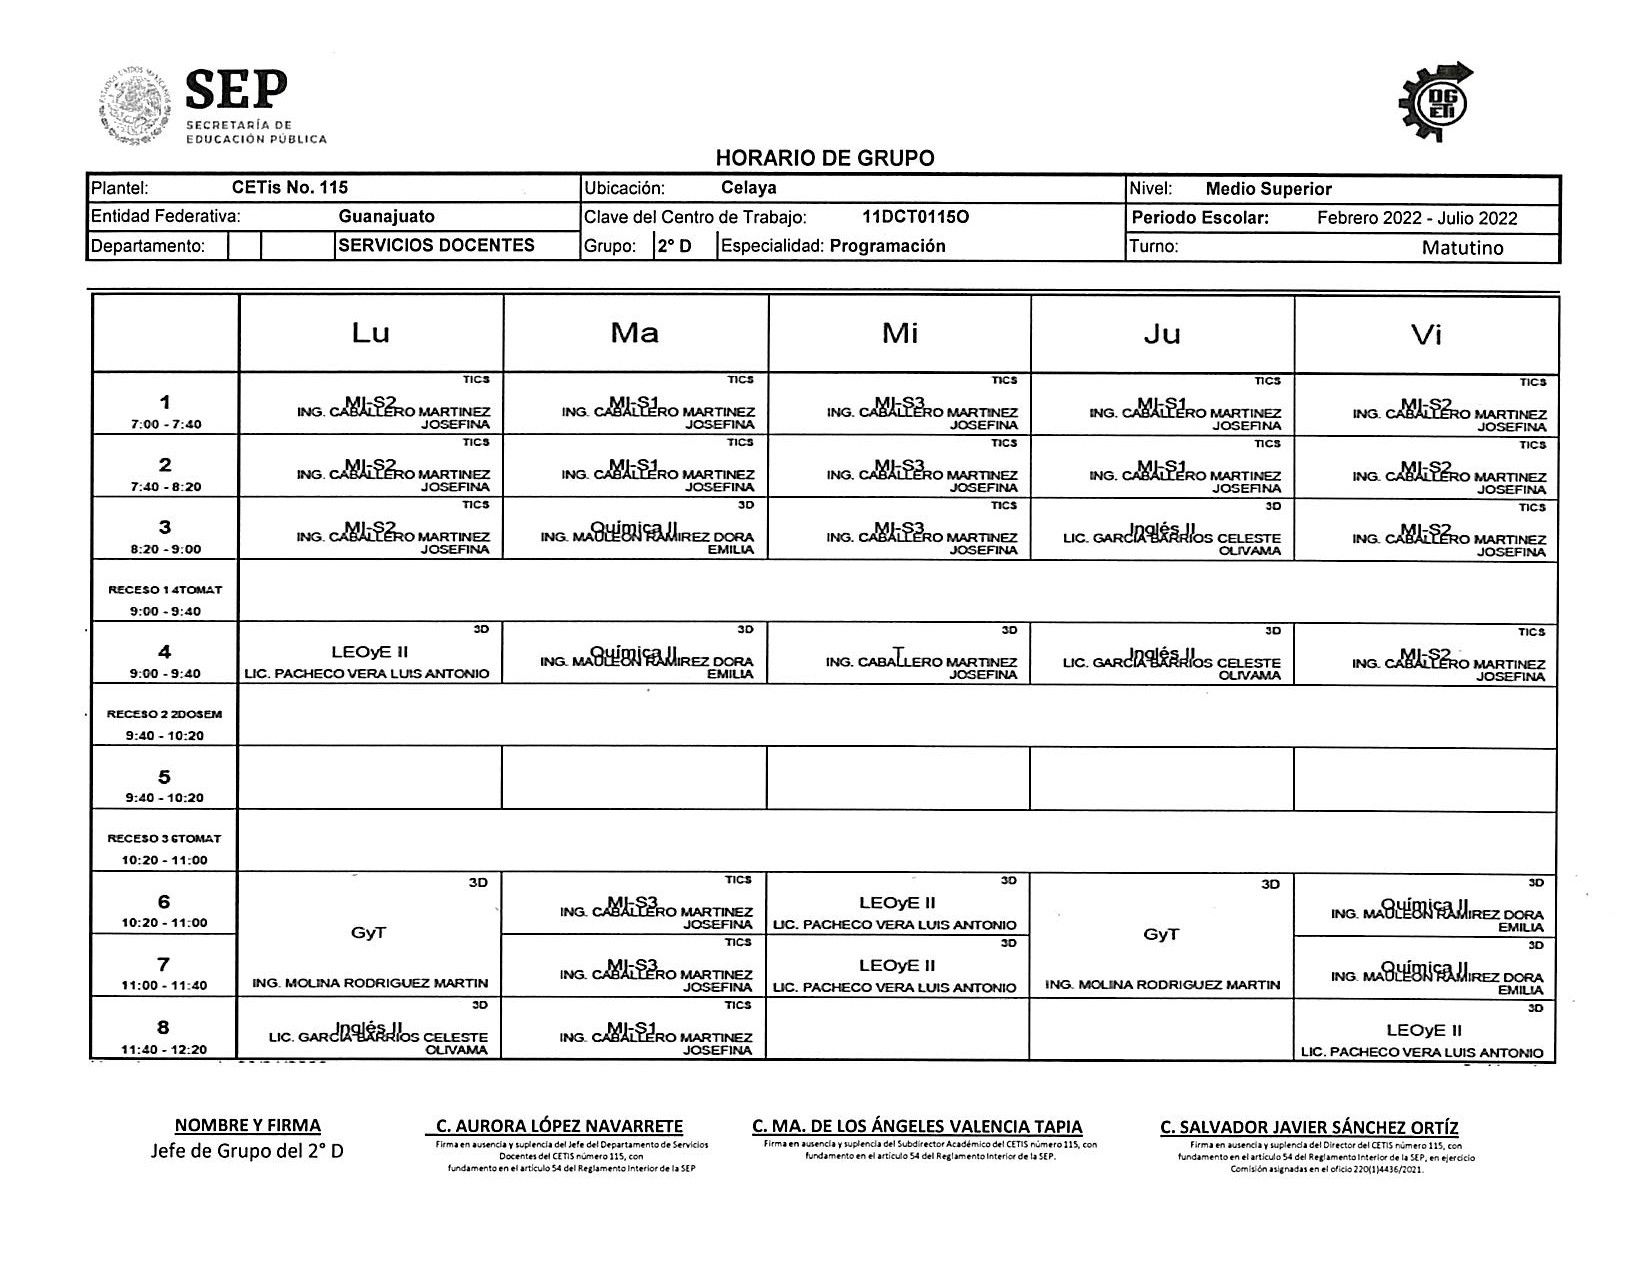 SEP
SECRETARÍA DE
EDUCACIÓN PÚBLICA
DG
ETI
HORARIO DE GRUPO
Plantel: CETis No. 115 Ubicación: Celaya Nivel: Medio Superior
Entidad Federativa: Guanajuato Clave del Centro de Trabajo: 11DCT0115O Periodo Escolar: Febrero 2022 - Julio 2022
Departamento: SERVICIOS DOCENTES Grupo: 2° D Especialidad: Programación Turno: Matutino
Lu Ma Mi Ju Vi
TICS TICS TICS TICS TICS
1 MI-S2 MI-S1 MI-S3 MI-S1 MI-S2
7:00 - 7:40 ING. CABALLERO MARTINEZ ING. CABALLERO MARTINEZ ING. CABALLERO MARTINEZ ING. CABALLERO MARTINEZ ING. CABALLERO MARTINEZ
JOSEFINA JOSEFINA JOSEFINA JOSEFINA JOSEFINA
TICS TICS TICS TICS TICS
2 MI-S2 MI-S1 MI-S3 MI-S1 MI-S2
7:40 - 8:20 ING. CABALLERO MARTINEZ ING. CABALLERO MARTINEZ ING. CABALLERO MARTINEZ ING. CABALLERO MARTINEZ ING. CABALLERO MARTINEZ
JOSEFINA JOSEFINA JOSEFINA JOSEFINA JOSEFINA
TICS 3D TICS 3D TICS
3 MI-S2 Química II MI-S3 Inglés II MI-S2
8:20 - 9:00 ING. CABALLERO MARTINEZ ING. MAULEON RAMIREZ DORA ING. CABALLERO MARTINEZ LIC. GARCIA BARRIOS CELESTE ING. CABALLERO MARTINEZ
JOSEFINA EMILIA JOSEFINA OLIVAMA JOSEFINA
RECESO 1 4TOMAT
9:00 - 9:40
3D 3D 3D 3D TICS
4 LEOyE II Química II T Inglés II MI-S2
9:00 - 9:40 LIC. PACHECO VERA LUIS ANTONIO ING. MAULEON RAMIREZ DORA ING. CABALLERO MARTINEZ LIC. GARCIA BARRIOS CELESTE ING. CABALLERO MARTINEZ
EMILIA JOSEFINA OLIVAMA JOSEFINA
RECESO 2 2DOSEM
9:40 - 10:20
5
9:40 - 10:20
RECESO 3 6TOMAT
10:20 - 11:00
3D TICS 3D 3D 3D
6 GyT MI-S3 LEOyE II GyT Química II
10:20 - 11:00 ING. CABALLERO MARTINEZ LIC. PACHECO VERA LUIS ANTONIO ING. MAULEON RAMIREZ DORA
JOSEFINA EMILIA
TICS 3D 3D
7 MI-S3 LEOyE II Química II
11:00 - 11:40 ING. MOLINA RODRIGUEZ MARTIN ING. CABALLERO MARTINEZ LIC. PACHECO VERA LUIS ANTONIO ING. MOLINA RODRIGUEZ MARTIN ING. MAULEON RAMIREZ DORA
JOSEFINA EMILIA
3D TICS 3D
8 Inglés II MI-S1 LEOyE II
11:40 - 12:20 LIC. GARCIA BARRIOS CELESTE ING. CABALLERO MARTINEZ LIC. PACHECO VERA LUIS ANTONIO
OLIVAMA JOSEFINA
NOMBRE Y FIRMA
Jefe de Grupo del 2° D
C. AURORA LÓPEZ NAVARRETE
Firma en ausencia y suplencia del Jefe del Departamento de Servicios
Docentes del CETIS número 115, con
fundamento en el artículo 54 del Reglamento Interior de la SEP
C. MA. DE LOS ÁNGELES VALENCIA TAPIA
Firma en ausencia y suplencia del Subdirector Académico del CETIS número 115, con
fundamento en el artículo 54 del Reglamento Interior de la SEP.
C. SALVADOR JAVIER SÁNCHEZ ORTÍZ
Firma en ausencia y suplencia del Director del CETIS número 115, con
fundamento en el artículo 54 del Reglamento Interior de la SEP, en ejercicio
Comisión asignadas en el oficio 220(1)4436/2021.